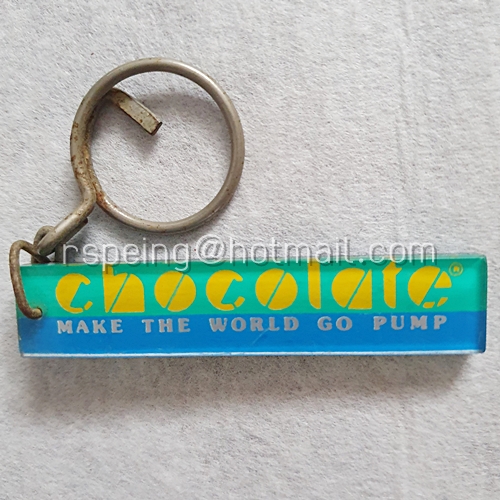 rspeing@hotmail.com
chocolate®
MAKE THE WORLD GO PUMP